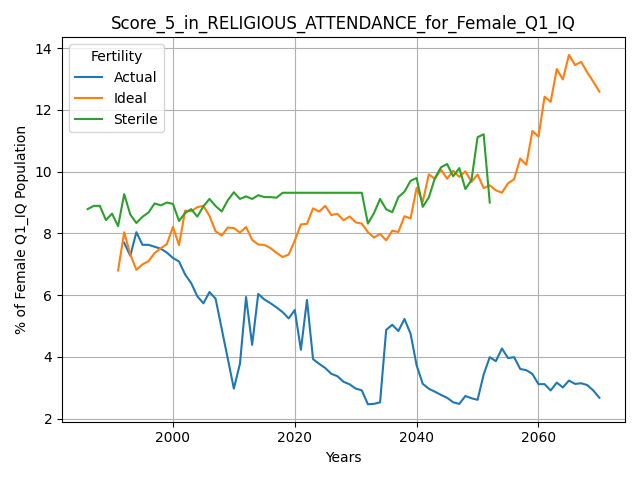 Score_5_in_RELIGIOUS_ATTENDANCE_for_Female_Q1_IQ
Fertility
Actual
Ideal
Sterile
% of Female Q1_IQ Population
14
12
10
8
6
4
2
2000 2020 2040 2060
Years